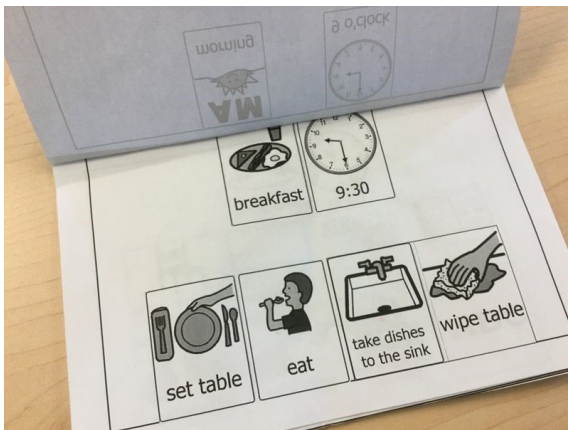 morning
AM
9 o'clock
breakfast
9:30
set table
eat
take dishes
to the sink
wipe table